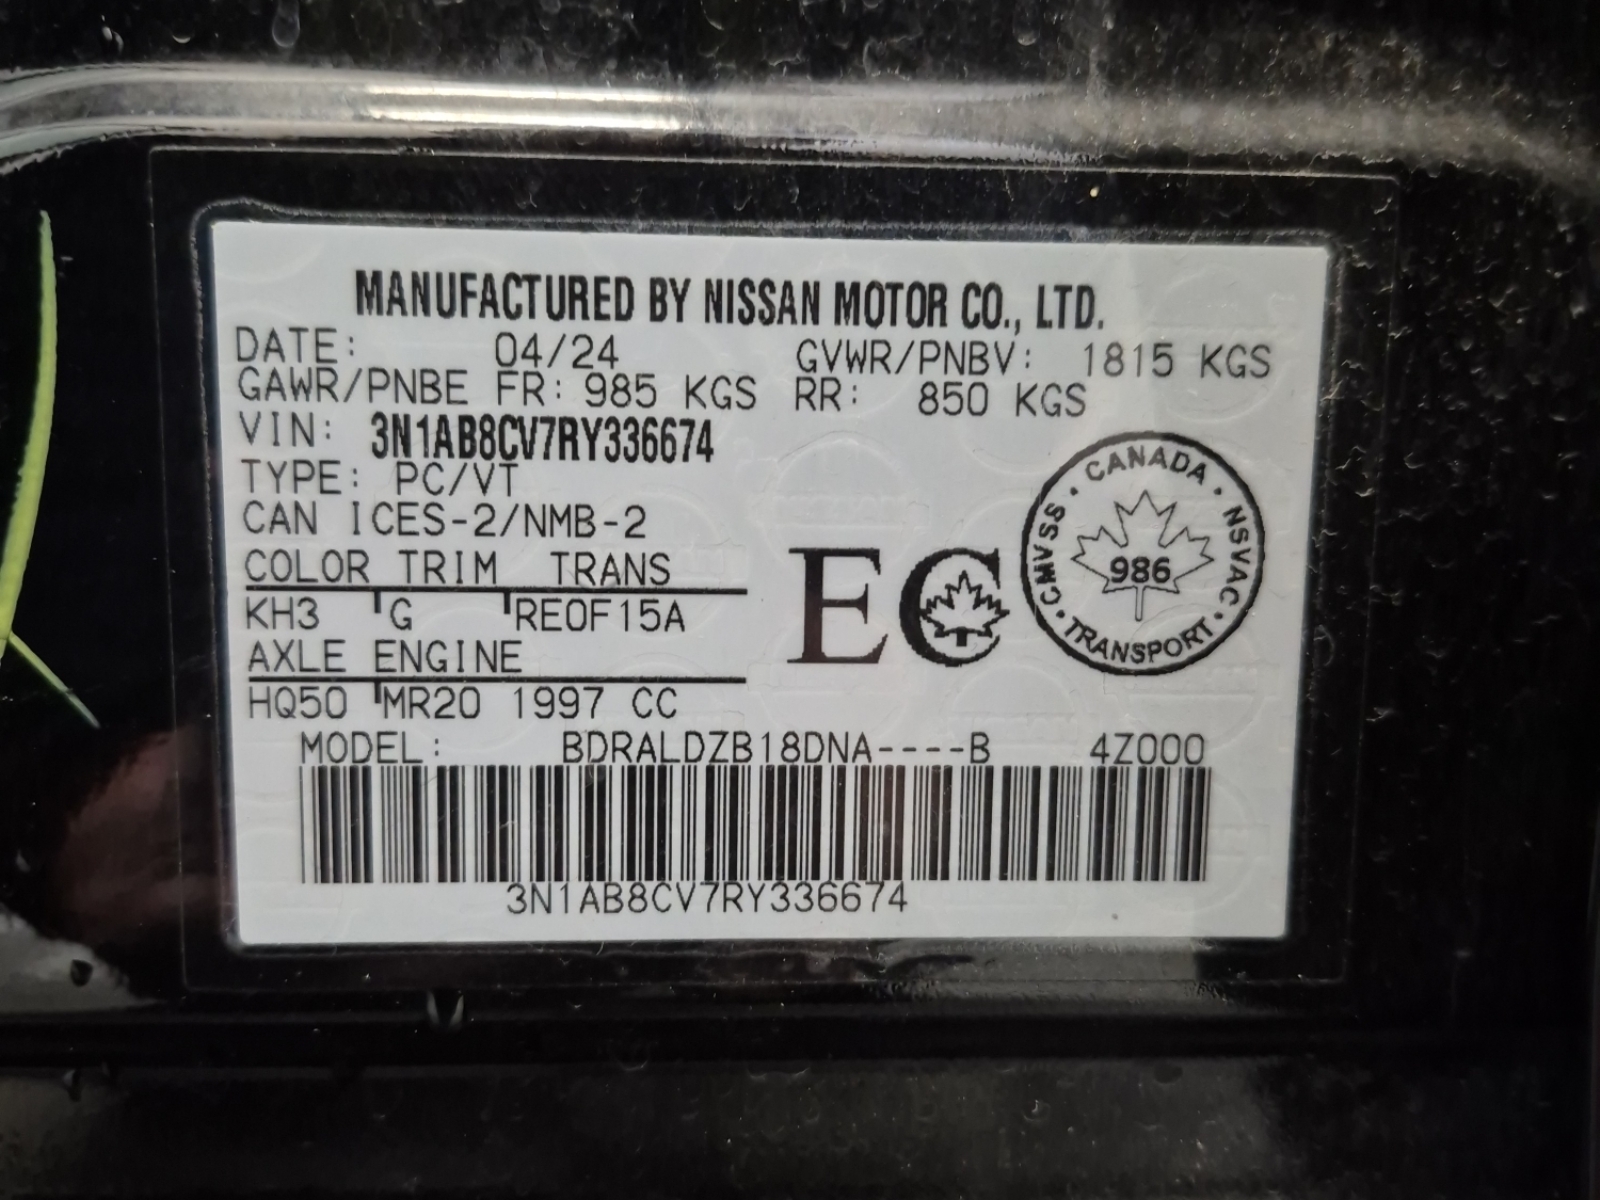 MANUFACTURED BY NISSAN MOTOR CO., LTD.
DATE: 04/24 GVWR/PNBV: 1815 KGS
GAWR/PNBE FR: 985 KGS RR: 850 KGS
VIN: 3N1AB8CV7RY336674
TYPE: PC/VT
CAN ICES-2/NMB-2
COLOR TRIM TRANS
KH3 G RE0F15A
AXLE ENGINE
HQ50 MR20 1997 CC
EC
CANADA · NSVAC · TRANSPORT · CMVSS ·
986
MODEL: BDRALDZB18DNA----B 4Z000
3N1AB8CV7RY336674